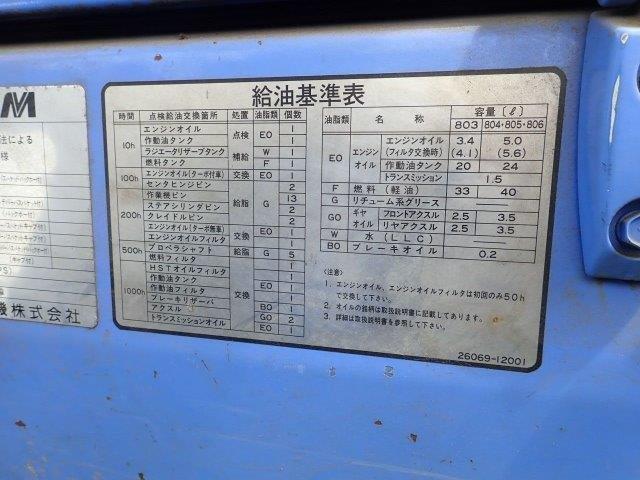 給油基準表
時間 点検給油交換箇所 処置 油脂類 個数
10h エンジンオイル 点検 EO 1
作動油タンク 1
ラジエータリザーブタンク 補給 W 1
燃料タンク F 1
100h エンジンオイル(ターボ付車) 交換 EO 1
200h センタヒンジピン 給脂 G 2
作業機ピン 13
ステアシリンダピン 2
クレイドルピン 2
エンジンオイル(ターボ無車) 交換 EO 1
500h エンジンオイルフィルタ 1
プロペラシャフト 給脂 G 5
燃料フィルタ 交換 1
1000h HSTオイルフィルタ 1
作動油タンク EO 1
作動油フィルタ 1
ブレーキリザーバ BO 1
アクスル GO 2
トランスミッションオイル EO 1
油脂類 名称 容量(ℓ)
803 804・805・806
EO エンジンオイル エンジンオイル 3.4 5.0
(フィルタ交換時) (4.1) (5.6)
作動油タンク 20 24
トランスミッション 1.5
F 燃料(軽油) 33 40
G リチューム系グリース
GO ギヤオイル フロントアクスル 2.5 3.5
リヤアクスル 2.5 3.5
W 水(LLC)
BO ブレーキオイル 0.2
(注意)
1. エンジンオイル、エンジンオイルフィルタは初回のみ50h
で交換して下さい。
2. オイルの銘柄は取扱説明書に記載してあります。
3. 詳細は取扱説明書を参照して下さい。
26069-12001
M
法による
様
機株式会社